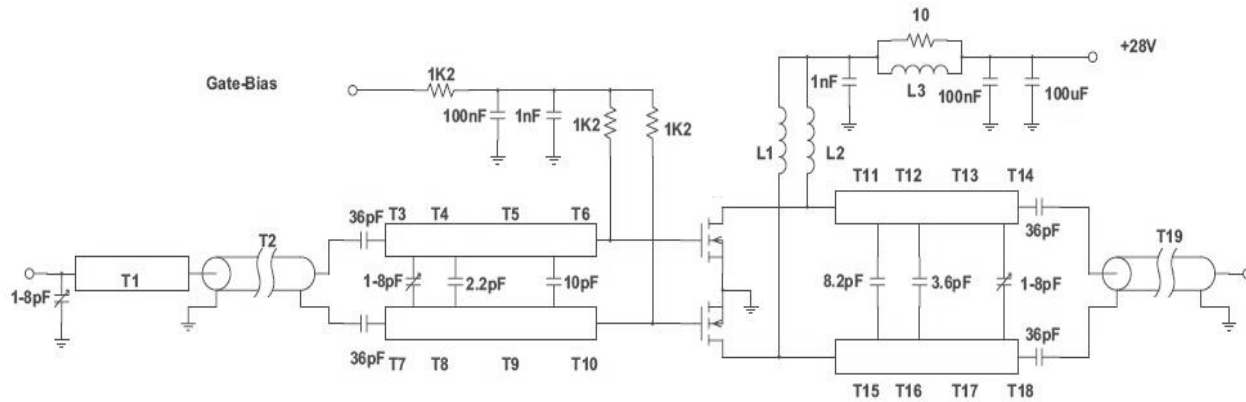 10
+28V
1K2
Gate-Bias
1nF
L3
100nF
100uF
100nF
1nF
1K2
1K2
L1
L2
T11
T12
T13
T14
36pF
T3
T4
T5
T6
T2
36pF
T19
T1
1-8pF
2.2pF
10pF
8.2pF
3.6pF
1-8pF
1-8pF
36pF
36pF
T7
T8
T9
T10
T15
T16
T17
T18